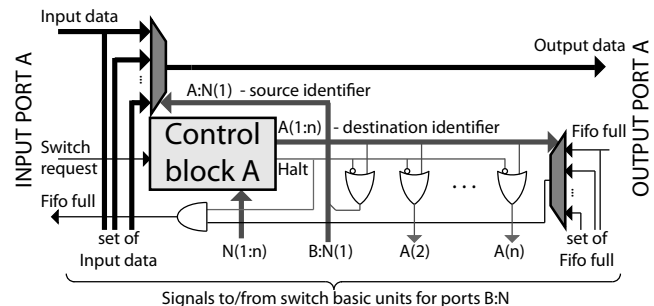 Input data
Output data
INPUT PORT A
OUTPUT PORT A
A:N(1) - source identifier
Control
block A
A(1:n) - destination identifier
Fifo full
Switch
request
Halt
Fifo full
...
...
...
set of
Input data
N(1:n)
B:N(1)
A(2)
A(n)
set of
Fifo full
Signals to/from switch basic units for ports B:N